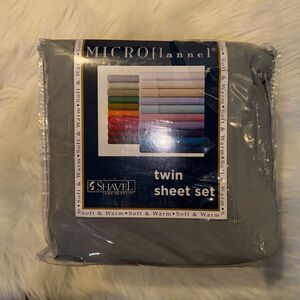 MICROflannel®
twin
sheet set
SHAVEL
Soft & Warm • Soft & Warm • Soft & Warm